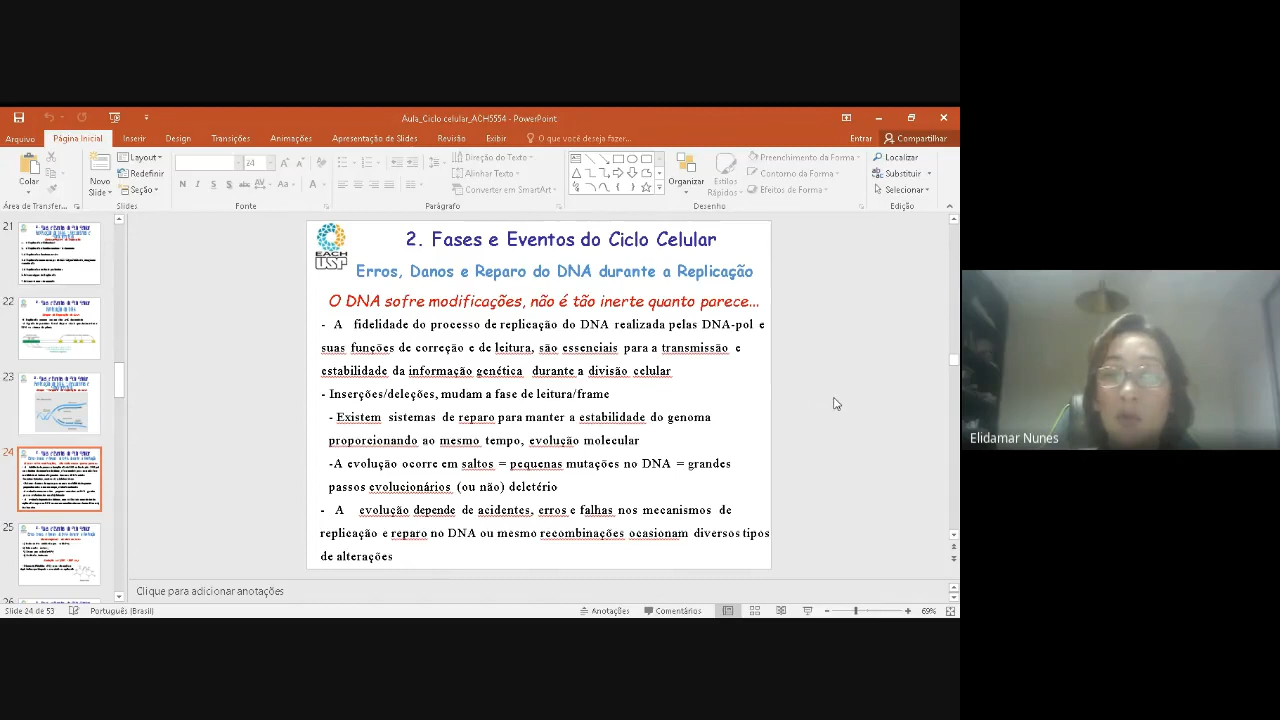 Aula_Ciclo celular_ACH5554 - PowerPoint
Arquivo
Página Inicial
Inserir
Design
Transições
Animações
Apresentação de Slides
Revisão
Exibir
O que você deseja fazer...
Entrar
Compartilhar
Colar
Novo
Slide
Layout
Redefinir
Seção
24
N I S S abc AV Aa A
Direção do Texto
Alinhar Texto
Converter em SmartArt
Organizar
Estilos
Rápidos
Preenchimento da Forma
Contorno da Forma
Efeitos de Forma
Localizar
Substituir
Selecionar
Área de Transfer...
Slides
Fonte
Parágrafo
Desenho
Edição
21
22
23
24
25
26
EACH
USP
2. Fases e Eventos do Ciclo Celular
Erros, Danos e Reparo do DNA durante a Replicação
O DNA sofre modificações, não é tão inerte quanto parece...
- A fidelidade do processo de replicação do DNA realizada pelas DNA-pol e
suas funções de correção e de leitura, são essenciais para a transmissão e
estabilidade da informação genética durante a divisão celular
- Inserções/deleções, mudam a fase de leitura/frame
- Existem sistemas de reparo para manter a estabilidade do genoma
proporcionando ao mesmo tempo, evolução molecular
-A evolução ocorre em saltos = pequenas mutações no DNA = grandes
passos evolucionários (ou não)/deletério
- A evolução depende de acidentes, erros e falhas nos mecanismos de
replicação e reparo no DNA ou mesmo recombinações ocasionam diversos tipos
de alterações
Clique para adicionar anotações
Slide 24 de 53
Português (Brasil)
Anotações
Comentários
69%
Elidamar Nunes